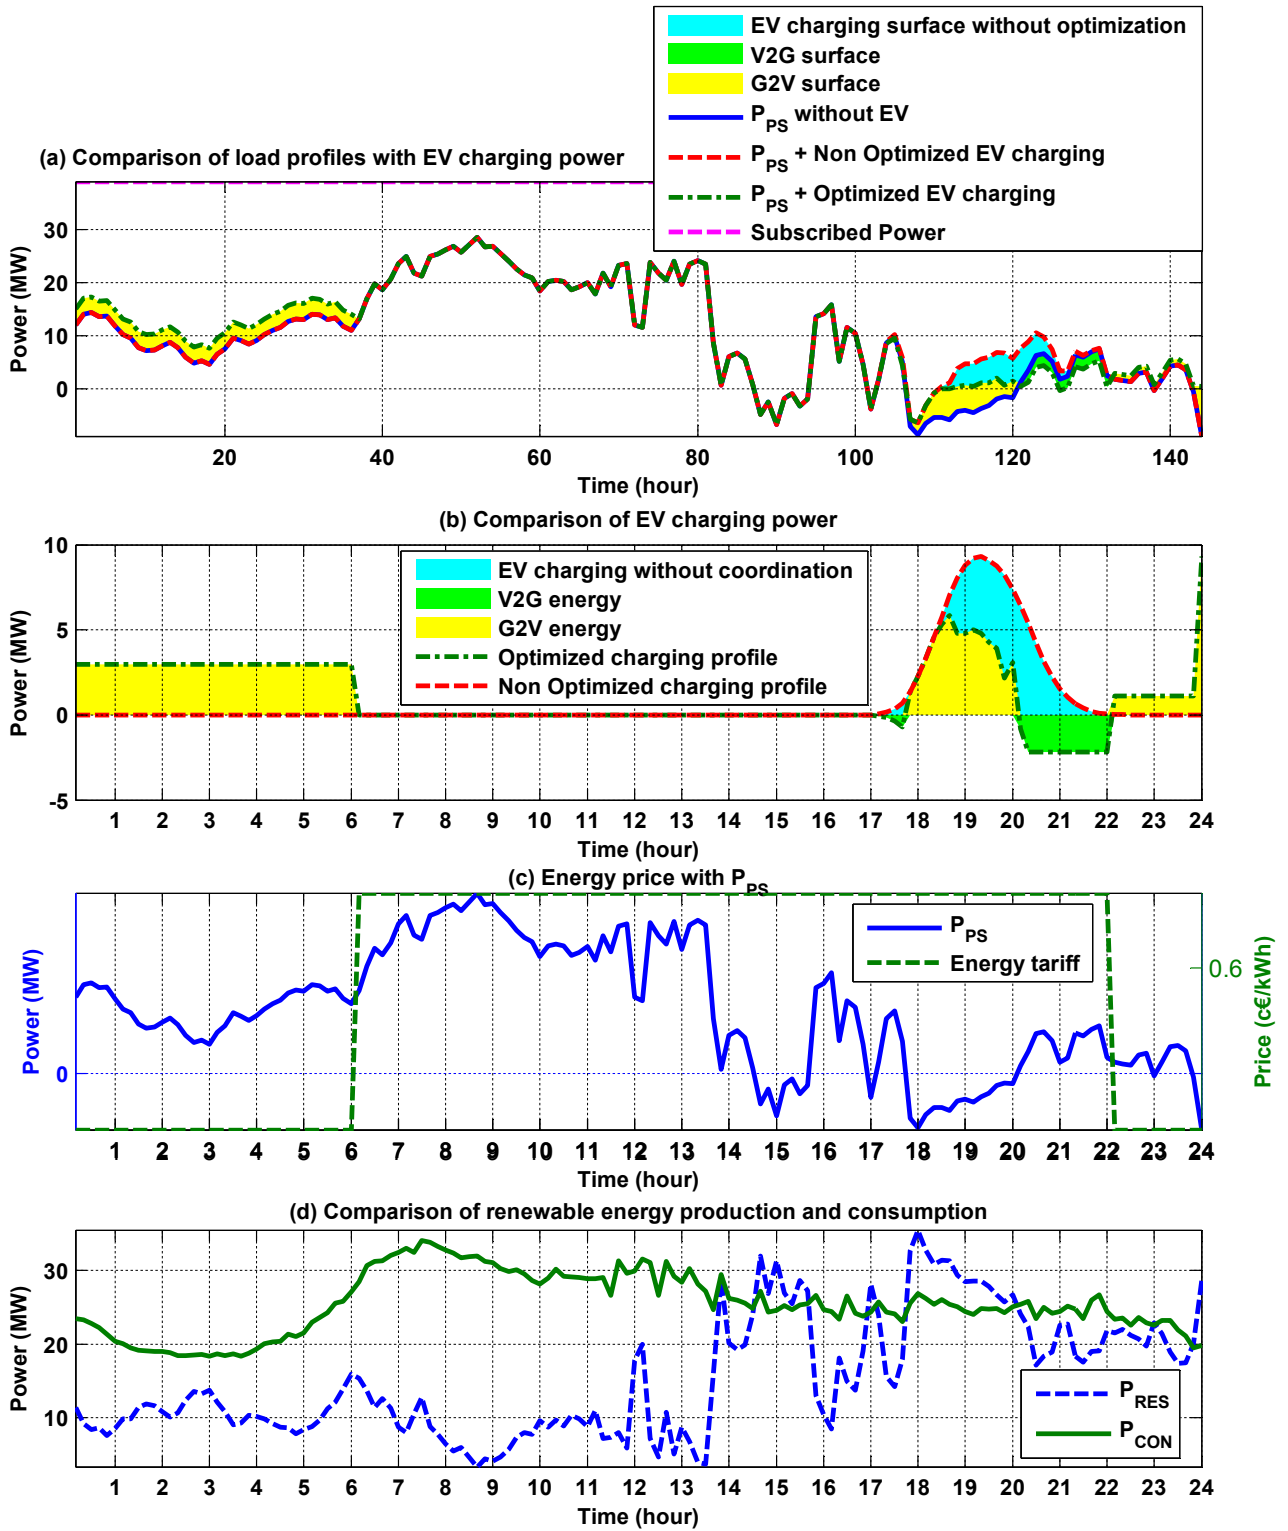 EV charging surface without optimization
V2G surface
G2V surface
P_PS without EV
P_PS + Non Optimized EV charging
P_PS + Optimized EV charging
Subscribed Power
(a) Comparison of load profiles with EV charging power
Power (MW)
30
20
10
0
20 40 60 80 100 120 140
Time (hour)
(b) Comparison of EV charging power
EV charging without coordination
V2G energy
G2V energy
Optimized charging profile
Non Optimized charging profile
Power (MW)
10
5
0
-5
1 2 3 4 5 6 7 8 9 10 11 12 13 14 15 16 17 18 19 20 21 22 23 24
Time (hour)
(c) Energy price with P_PS
P_PS
Energy tariff
Power (MW)
0
0.6
Price (c€/kWh)
1 2 3 4 5 6 7 8 9 10 11 12 13 14 15 16 17 18 19 20 21 22 23 24
Time (hour)
(d) Comparison of renewable energy production and consumption
Power (MW)
30
20
10
P_RES
P_CON
1 2 3 4 5 6 7 8 9 10 11 12 13 14 15 16 17 18 19 20 21 22 23 24
Time (hour)